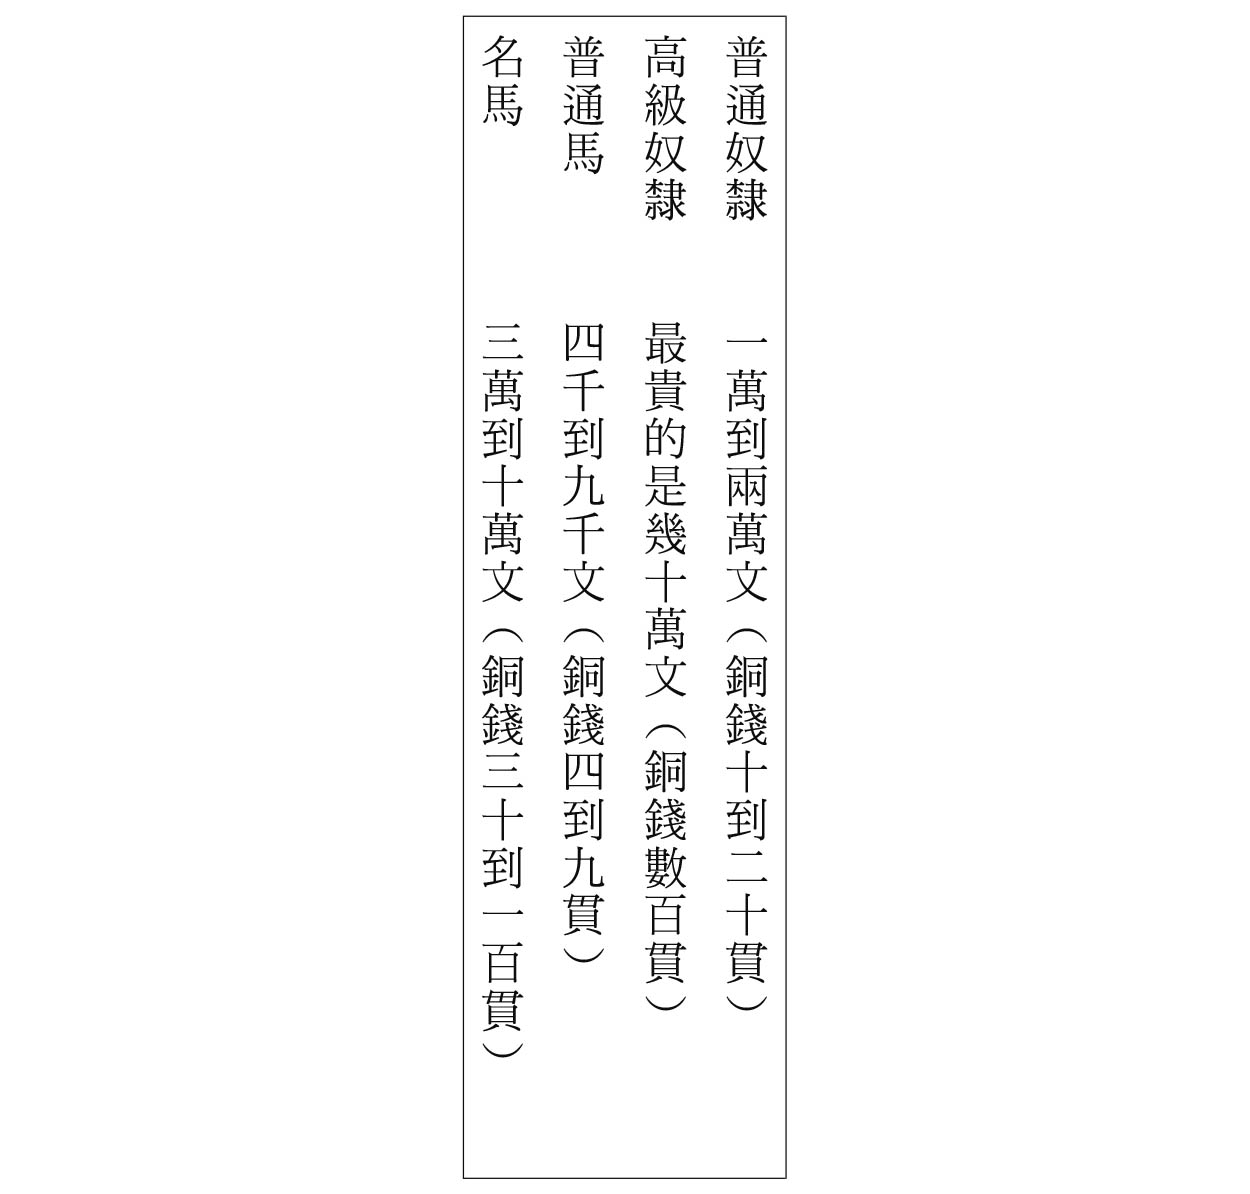 普通奴隸　　一萬到兩萬文（銅錢十到二十貫）
高級奴隸　　最貴的是幾十萬文（銅錢數百貫）
普通馬　　　四千到九千文（銅錢四到九貫）
名馬　　　　三萬到十萬文（銅錢三十到一百貫）